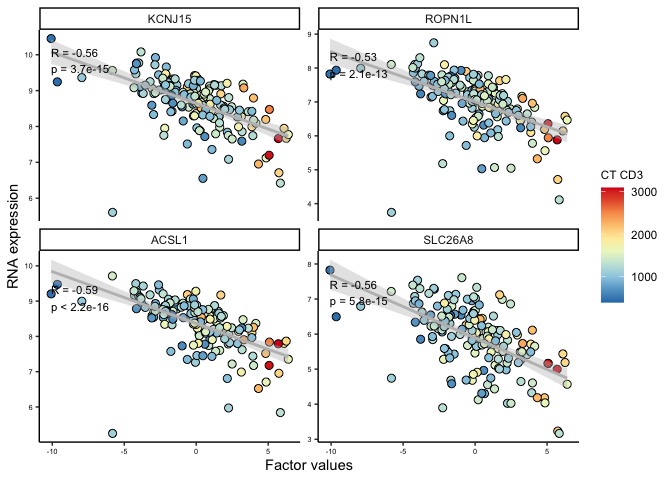 KCNJ15
ROPN1L
R = -0.56
p = 3.7e-15
R = -0.53
p = 2.1e-13
10
9
8
7
6
9
8
7
6
5
4
ACSL1
SLC26A8
R = -0.59
p < 2.2e-16
R = -0.56
p = 5.8e-15
10
9
8
7
6
8
7
6
5
4
3
-10
-5
0
5
-10
-5
0
5
RNA expression
Factor values
CT CD3
3000
2000
1000